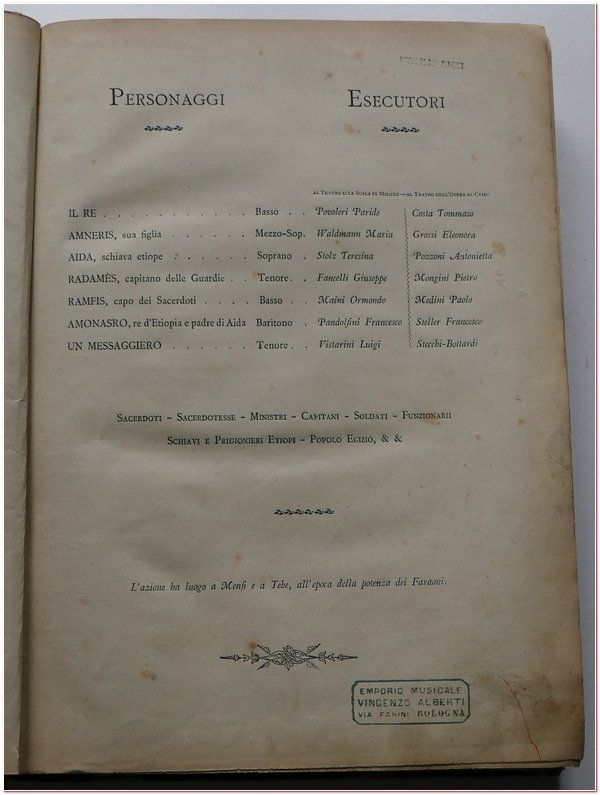 Personaggi Esecutori
al Teatro alla Scala di Milano — al Teatro dell'Opera al Cairo
IL RE . . . . . . . . . . . . Basso . . Povoleri Paride Costa Tommaso
AMNERIS, sua figlia . . . . . . . Mezzo-Sop. Waldmann Maria Grossi Eleonora
AIDA, schiava etiope . . . . . . Soprano . Stolz Teresina Pozzoni Antonietta
RADAMÈS, capitano delle Guardie . . Tenore . . Fancelli Giuseppe Mongini Pietro
RAMFIS, capo dei Sacerdoti . . . . Basso . . Maini Ormondo Medini Paolo
AMONASRO, re d'Etiopia e padre di Aida Baritono . Pandolfini Francesco Steller Francesco
UN MESSAGGIERO . . . . . . Tenore . . Vistarini Luigi Stecchi-Bottardi
Sacerdoti – Sacerdotesse – Ministri – Capitani – Soldati – Funzionarii
Schiavi e Prigionieri Etiopi – Popolo Egizio, & &
L'azione ha luogo a Menfi e a Tebe, all'epoca della potenza dei Faraoni.
EMPORIO MUSICALE
VINCENZO ALBERTI
VIA FARINI BOLOGNA